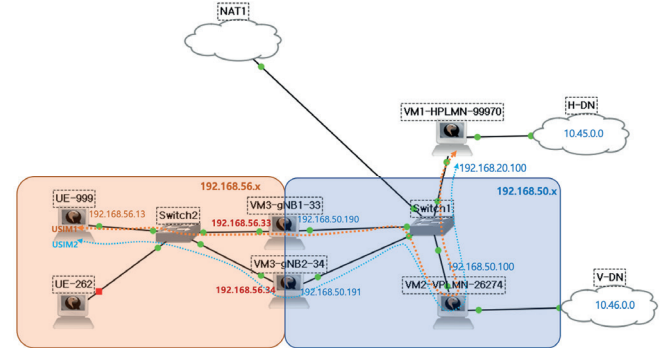 NAT1
VM1-HPLMN-99970
H-DN
10.45.0.0
192.168.20.100
192.168.56.x
192.168.50.x
UE-999
192.168.56.13
Switch2
192.168.56.33
VM3-gNB1-33
192.168.50.190
Switch1
USIM1
USIM2
VM3-gNB2-34
192.168.50.100
UE-262
192.168.56.34
192.168.50.191
VM2-VPLMN-26274
V-DN
10.46.0.0